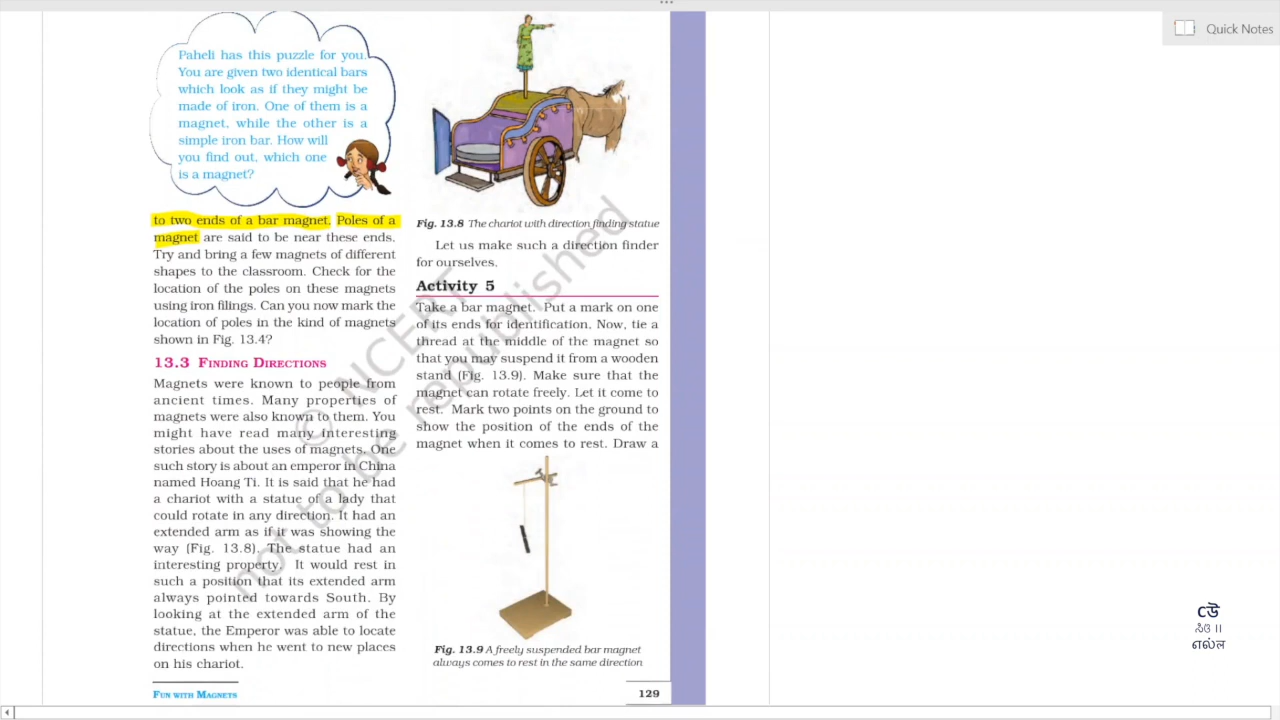 Quick Notes
Paheli has this puzzle for you.
You are given two identical bars
which look as if they might be
made of iron. One of them is a
magnet, while the other is a
simple iron bar. How will
you find out, which one
is a magnet?
to two ends of a bar magnet. Poles of a
magnet are said to be near these ends.
Try and bring a few magnets of different
shapes to the classroom. Check for the
location of the poles on these magnets
using iron filings. Can you now mark the
location of poles in the kind of magnets
shown in Fig. 13.4?
13.3 FINDING DIRECTIONS
Magnets were known to people from
ancient times. Many properties of
magnets were also known to them. You
might have read many interesting
stories about the uses of magnets. One
such story is about an emperor in China
named Hoang Ti. It is said that he had
a chariot with a statue of a lady that
could rotate in any direction. It had an
extended arm as if it was showing the
way (Fig. 13.8). The statue had an
interesting property. It would rest in
such a position that its extended arm
always pointed towards South. By
looking at the extended arm of the
statue, the Emperor was able to locate
directions when he went to new places
on his chariot.
Fig. 13.8 The chariot with direction finding statue
Let us make such a direction finder
for ourselves.
Activity 5
Take a bar magnet. Put a mark on one
of its ends for identification. Now, tie a
thread at the middle of the magnet so
that you may suspend it from a wooden
stand (Fig. 13.9). Make sure that the
magnet can rotate freely. Let it come to
rest. Mark two points on the ground to
show the position of the ends of the
magnet when it comes to rest. Draw a
Fig. 13.9 A freely suspended bar magnet
always comes to rest in the same direction
FUN WITH MAGNETS
129
© NCERT
not to be republished
எல்ல